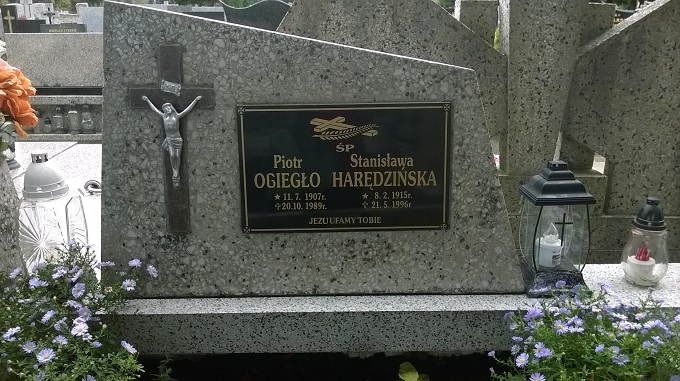 ŚP
Piotr Stanisława
OGIEGŁO HARĘDZIŃSKA
★ 11.7. 1907r. ★ 8. 2. 1915r.
✝ 20.10. 1989r. ✝ 21. 5. 1996r
JEZU UFAMY TOBIE